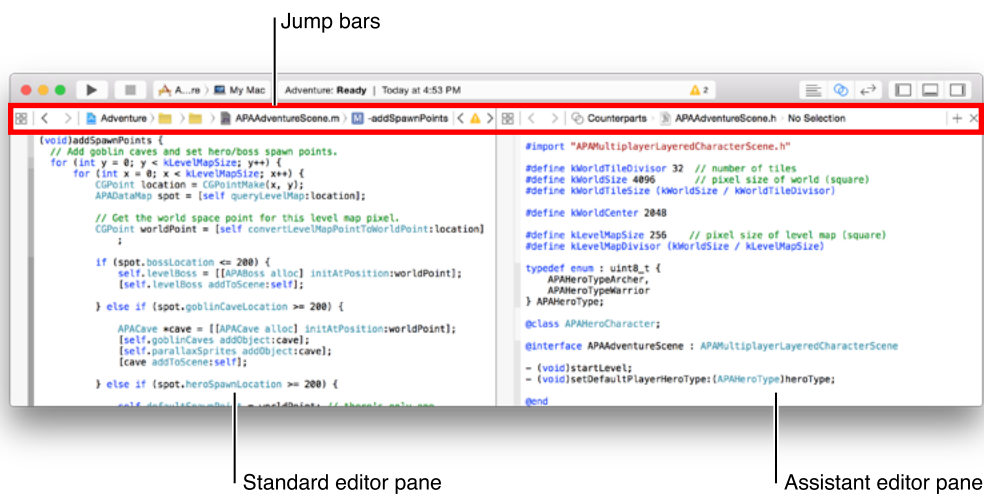 Jump bars
A...re My Mac Adventure: Ready | Today at 4:53 PM 2
Adventure APAAdventureScene.m M -addSpawnPoints Counterparts APAAdventureScene.h No Selection
(void)addSpawnPoints {
// Add goblin caves and set hero/boss spawn points.
for (int y = 0; y < kLevelMapSize; y++) {
for (int x = 0; x < kLevelMapSize; x++) {
CGPoint location = CGPointMake(x, y);
APADataMap spot = [self queryLevelMap:location];
// Get the world space point for this level map pixel.
CGPoint worldPoint = [self convertLevelMapPointToWorldPoint:location]
;
if (spot.bossLocation <= 200) {
self.levelBoss = [[APABoss alloc] initAtPosition:worldPoint];
[self.levelBoss addToScene:self];
} else if (spot.goblinCaveLocation >= 200) {
APACave *cave = [[APACave alloc] initAtPosition:worldPoint];
[self.goblinCaves addObject:cave];
[self.parallaxSprites addObject:cave];
[cave addToScene:self];
} else if (spot.heroSpawnLocation >= 200) {
self.defaultSpawnPoint = worldPoint; // there's only one
#import "APAMultiplayerLayeredCharacterScene.h"
#define kWorldTileDivisor 32 // number of tiles
#define kWorldSize 4096 // pixel size of world (square)
#define kWorldTileSize (kWorldSize / kWorldTileDivisor)
#define kWorldCenter 2048
#define kLevelMapSize 256 // pixel size of level map (square)
#define kLevelMapDivisor (kWorldSize / kLevelMapSize)
typedef enum : uint8_t {
APAHeroTypeArcher,
APAHeroTypeWarrior
} APAHeroType;
@class APAHeroCharacter;
@interface APAAdventureScene : APAMultiplayerLayeredCharacterScene
- (void)startLevel;
- (void)setDefaultPlayerHeroType:(APAHeroType)heroType;
@end
Standard editor pane
Assistant editor pane